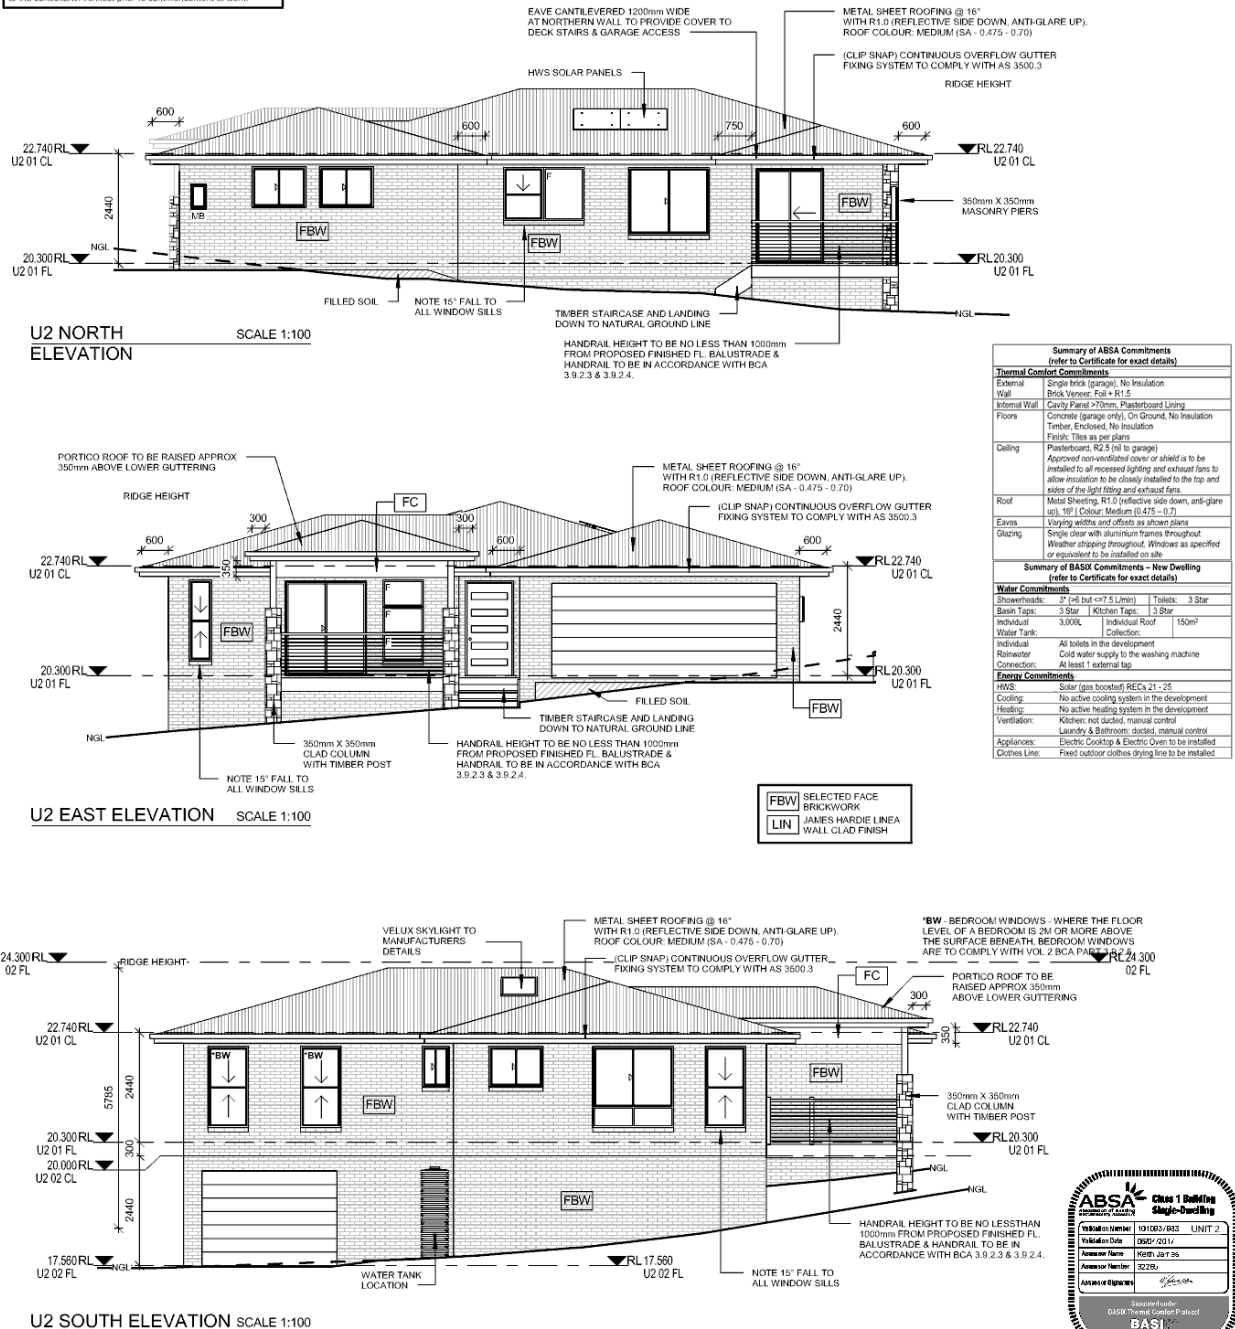 EAVE CANTILEVERED 1200mm WIDE
AT NORTHERN WALL TO PROVIDE COVER TO
DECK STAIRS & GARAGE ACCESS
METAL SHEET ROOFING @ 16°
WITH R1.0 (REFLECTIVE SIDE DOWN, ANTI-GLARE UP).
ROOF COLOUR: MEDIUM (SA - 0.475 - 0.70)
(CLIP SNAP) CONTINUOUS OVERFLOW GUTTER
FIXING SYSTEM TO COMPLY WITH AS 3500.3
HWS SOLAR PANELS
RIDGE HEIGHT
600
600
750
600
22.740RL
U2 01 CL
RL22.740
U2 01 CL
2440
MB
F
FBW
FBW
FBW
350mm X 350mm
MASONRY PIERS
NGL
20.300RL
U2 01 FL
RL20.300
U2 01 FL
FILLED SOIL
NOTE 15° FALL TO
ALL WINDOW SILLS
TIMBER STAIRCASE AND LANDING
DOWN TO NATURAL GROUND LINE
NGL
HANDRAIL HEIGHT TO BE NO LESS THAN 1000mm
FROM PROPOSED FINISHED FL. BALUSTRADE &
HANDRAIL TO BE IN ACCORDANCE WITH BCA
3.9.2.3 & 3.9.2.4.
U2 NORTH
ELEVATION
SCALE 1:100
Summary of ABSA Commitments
(refer to Certificate for exact details)
Thermal Comfort Commitments
External Wall Single brick (garage), No Insulation
Brick Veneer: Foil + R1.5
Internal Wall Cavity Panel >70mm, Plasterboard Lining
Floors Concrete (garage only), On Ground, No Insulation
Timber, Enclosed, No Insulation
Finish: Tiles as per plans
Ceiling Plasterboard, R2.5 (nil to garage)
Approved non-ventilated cover or shield is to be
installed to all recessed lighting and exhaust fans to
allow insulation to be closely installed to the top and
sides of the light fitting and exhaust fans.
Roof Metal Sheeting, R1.0 (reflective side down, anti-glare
up), 16° | Colour: Medium (0.475 – 0.7)
Eaves Varying widths and offsets as shown plans
Glazing Single clear with aluminium frames throughout
Weather stripping throughout, Windows as specified
or equivalent to be installed on site
Summary of BASIX Commitments – New Dwelling
(refer to Certificate for exact details)
Water Commitments
Showerheads: 3* (>6 but <=7.5 L/min) Toilets: 3 Star
Basin Taps: 3 Star Kitchen Taps: 3 Star
Individual Water Tank: 3,000L Individual Roof Collection: 150m²
Individual Rainwater Connection: All toilets in the development
Cold water supply to the washing machine
At least 1 external tap
Energy Commitments
HWS: Solar (gas boosted) RECs 21 - 25
Cooling: No active cooling system in the development
Heating: No active heating system in the development
Ventilation: Kitchen: not ducted, manual control
Laundry & Bathroom: ducted, manual control
Appliances: Electric Cooktop & Electric Oven to be installed
Clothes Line: Fixed outdoor clothes drying line to be installed
PORTICO ROOF TO BE RAISED APPROX
350mm ABOVE LOWER GUTTERING
RIDGE HEIGHT
METAL SHEET ROOFING @ 16°
WITH R1.0 (REFLECTIVE SIDE DOWN, ANTI-GLARE UP).
ROOF COLOUR: MEDIUM (SA - 0.475 - 0.70)
(CLIP SNAP) CONTINUOUS OVERFLOW GUTTER
FIXING SYSTEM TO COMPLY WITH AS 3500.3
FC
600
300
300
600
600
350
22.740RL
U2 01 CL
RL22.740
U2 01 CL
F
F
F
FBW
2440
20.300RL
U2 01 FL
RL20.300
U2 01 FL
FILLED SOIL
FBW
NGL
TIMBER STAIRCASE AND LANDING
DOWN TO NATURAL GROUND LINE
350mm X 350mm
CLAD COLUMN
WITH TIMBER POST
HANDRAIL HEIGHT TO BE NO LESS THAN 1000mm
FROM PROPOSED FINISHED FL. BALUSTRADE &
HANDRAIL TO BE IN ACCORDANCE WITH BCA
3.9.2.3 & 3.9.2.4.
NOTE 15° FALL TO
ALL WINDOW SILLS
U2 EAST ELEVATION
SCALE 1:100
FBW SELECTED FACE
BRICKWORK
LIN JAMES HARDIE LINEA
WALL CLAD FINISH
VELUX SKYLIGHT TO
MANUFACTURERS
DETAILS
METAL SHEET ROOFING @ 16°
WITH R1.0 (REFLECTIVE SIDE DOWN, ANTI-GLARE UP).
ROOF COLOUR: MEDIUM (SA - 0.475 - 0.70)
(CLIP SNAP) CONTINUOUS OVERFLOW GUTTER
FIXING SYSTEM TO COMPLY WITH AS 3500.3
*BW - BEDROOM WINDOWS - WHERE THE FLOOR
LEVEL OF A BEDROOM IS 2M OR MORE ABOVE
THE SURFACE BENEATH, BEDROOM WINDOWS
ARE TO COMPLY WITH VOL 2 BCA PART 3.9.2.5
24.300RL
02 FL
RIDGE HEIGHT
RL24.300
02 FL
FC
PORTICO ROOF TO BE
RAISED APPROX 350mm
ABOVE LOWER GUTTERING
300
350
22.740RL
U2 01 CL
RL22.740
U2 01 CL
*BW
*BW
FBW
FBW
5785
2440
350mm X 350mm
CLAD COLUMN
WITH TIMBER POST
20.300RL
U2 01 FL
RL20.300
U2 01 FL
300
20.000RL
U2 02 CL
NGL
NGL
2440
FBW
17.560RL
U2 02 FL
NGL
RL17.560
U2 02 FL
WATER TANK
LOCATION
NOTE 15° FALL TO
ALL WINDOW SILLS
HANDRAIL HEIGHT TO BE NO LESSTHAN
1000mm FROM PROPOSED FINISHED FL.
BALUSTRADE & HANDRAIL TO BE IN
ACCORDANCE WITH BCA 3.9.2.3 & 3.9.2.4.
U2 SOUTH ELEVATION
SCALE 1:100
ABSA
Class 1 Building
Single-Dwelling
Validation Number UNIT 2
Validation Date
Assessor Name Keith James
Assessor Number
Assessor Signature
BASIX Thermal Comfort Protocol
BASI